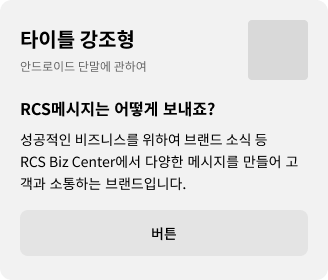 타이틀 강조형
안드로이드 단말에 관하여
RCS메시지는 어떻게 보내죠?
성공적인 비즈니스를 위하여 브랜드 소식 등
RCS Biz Center에서 다양한 메시지를 만들어 고
객과 소통하는 브랜드입니다.
버튼